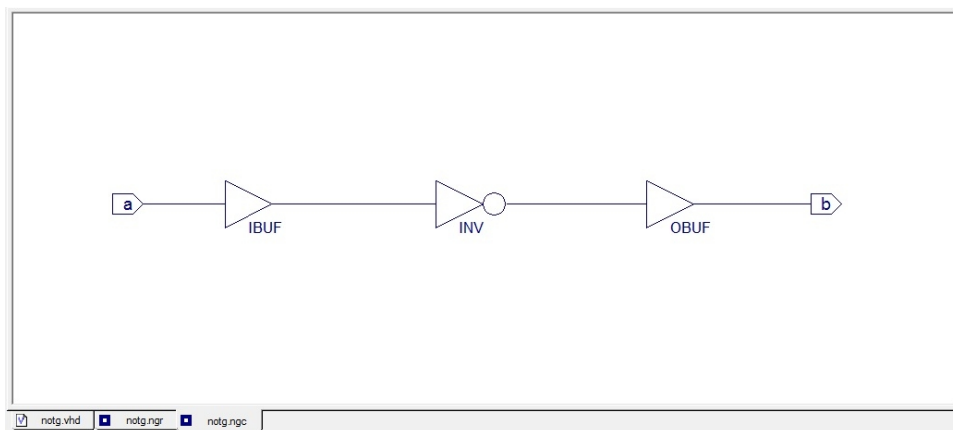 a
b
IBUF
INV
OBUF
notg.vhd
notg.ngr
notg.ngc